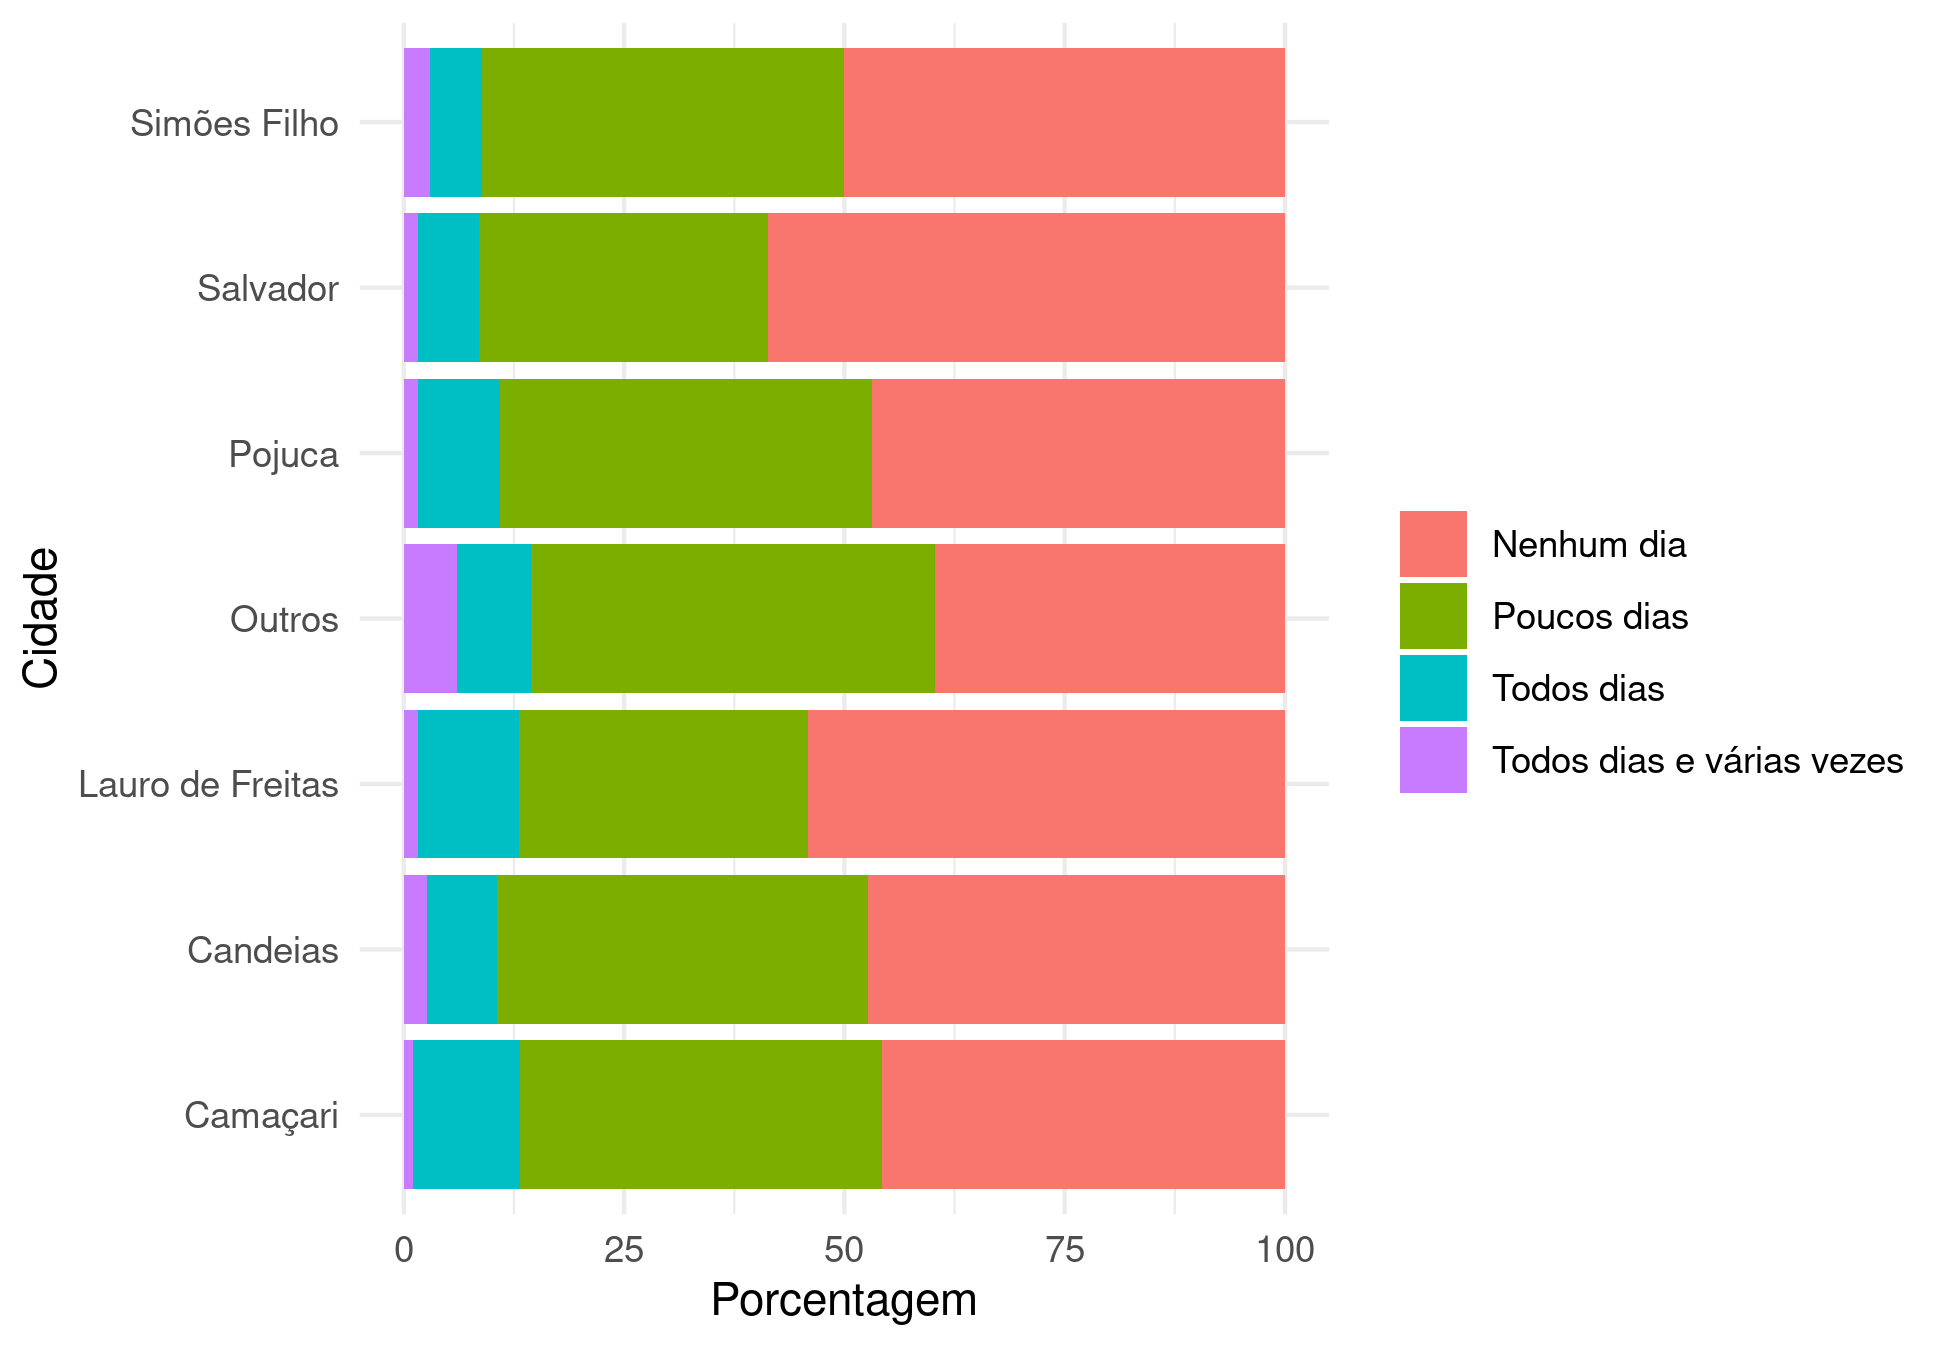 Simões Filho
Salvador
Pojuca
Outros
Lauro de Freitas
Candeias
Camaçari
Cidade
0 25 50 75 100
Porcentagem
Nenhum dia
Poucos dias
Todos dias
Todos dias e várias vezes